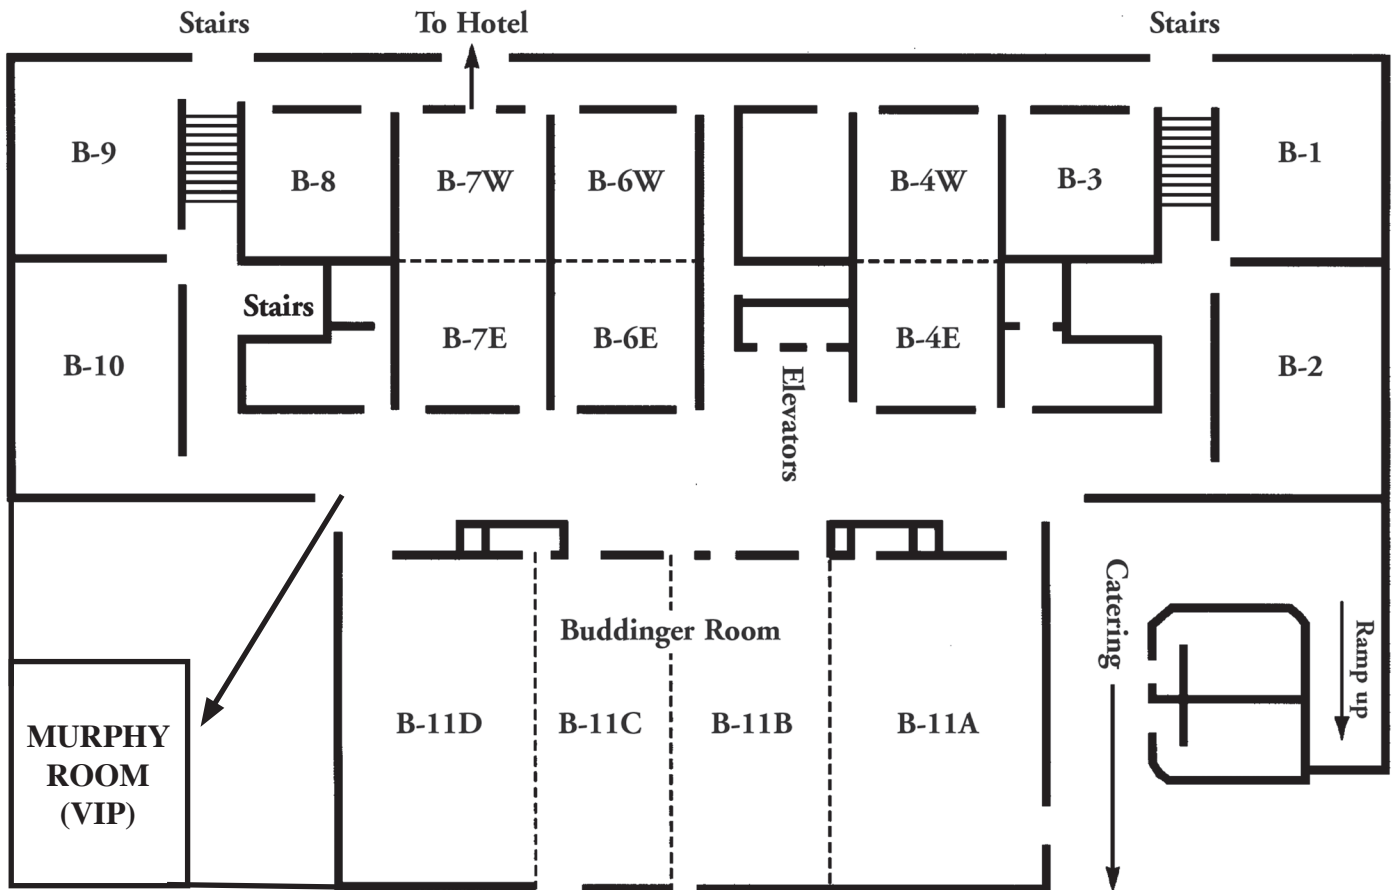 Stairs
To Hotel
Stairs
B-9
B-8
B-7W
B-6W
B-4W
B-3
B-1
Stairs
B-10
B-7E
B-6E
B-4E
B-2
Elevators
Buddinger Room
Catering
Ramp up
B-11D
B-11C
B-11B
B-11A
MURPHY
ROOM
(VIP)